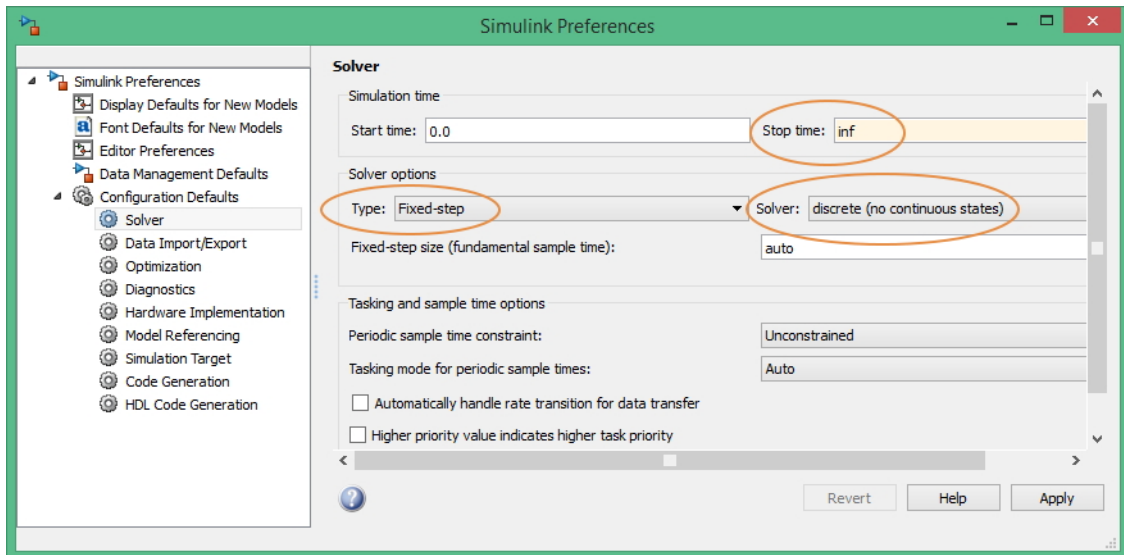 Simulink Preferences
Simulink Preferences
Display Defaults for New Models
Font Defaults for New Models
Editor Preferences
Data Management Defaults
Configuration Defaults
Solver
Data Import/Export
Optimization
Diagnostics
Hardware Implementation
Model Referencing
Simulation Target
Code Generation
HDL Code Generation
Solver
Simulation time
Start time: 0.0 Stop time: inf
Solver options
Type: Fixed-step Solver: discrete (no continuous states)
Fixed-step size (fundamental sample time): auto
Tasking and sample time options
Periodic sample time constraint: Unconstrained
Tasking mode for periodic sample times: Auto
Automatically handle rate transition for data transfer
Higher priority value indicates higher task priority
Revert Help Apply